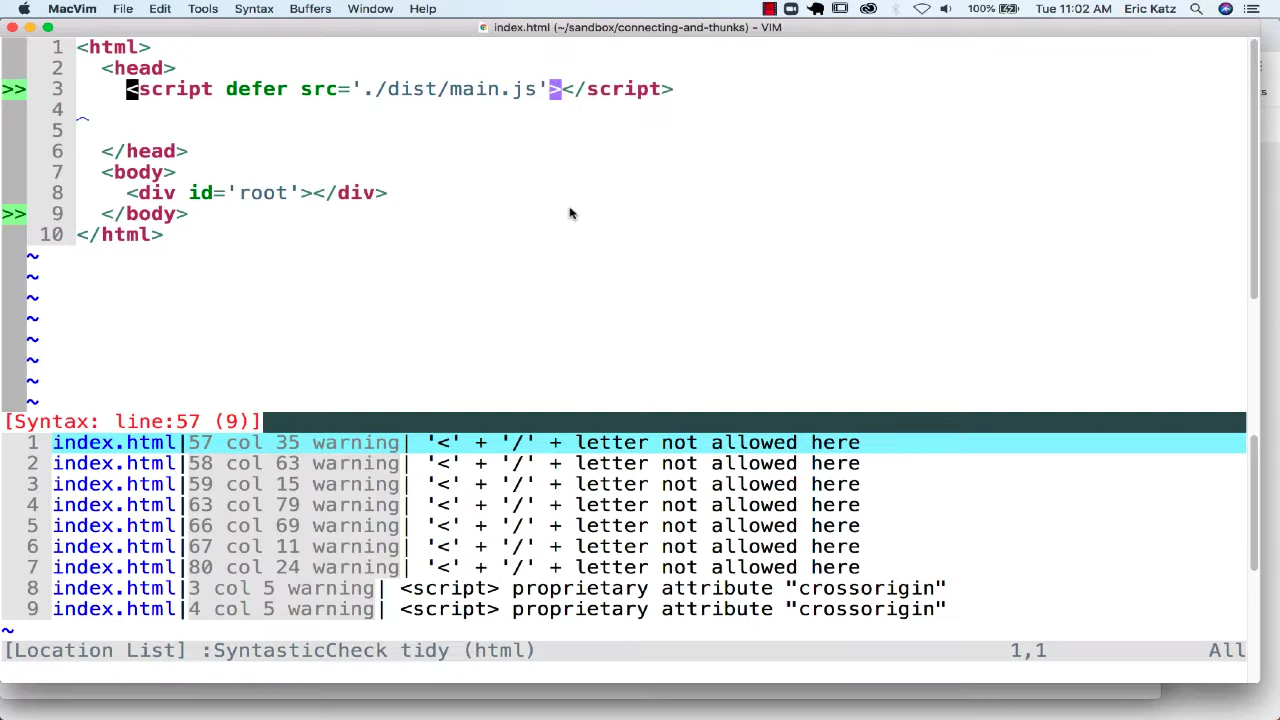 MacVim File Edit Tools Syntax Buffers Window Help 100% Tue 11:02 AM Eric Katz
index.html (~/sandbox/connecting-and-thunks) - VIM
1 <html>
2 <head>
>> 3 <script defer src='./dist/main.js'></script>
4
5
6 </head>
7 <body>
8 <div id='root'></div>
>> 9 </body>
10 </html>
~
~
~
~
~
~
~
~
[Syntax: line:57 (9)]
1 index.html|57 col 35 warning| '<' + '/' + letter not allowed here
2 index.html|58 col 63 warning| '<' + '/' + letter not allowed here
3 index.html|59 col 15 warning| '<' + '/' + letter not allowed here
4 index.html|63 col 79 warning| '<' + '/' + letter not allowed here
5 index.html|66 col 69 warning| '<' + '/' + letter not allowed here
6 index.html|67 col 11 warning| '<' + '/' + letter not allowed here
7 index.html|80 col 24 warning| '<' + '/' + letter not allowed here
8 index.html|3 col 5 warning| <script> proprietary attribute "crossorigin"
9 index.html|4 col 5 warning| <script> proprietary attribute "crossorigin"
~
[Location List] :SyntasticCheck tidy (html) 1,1 All